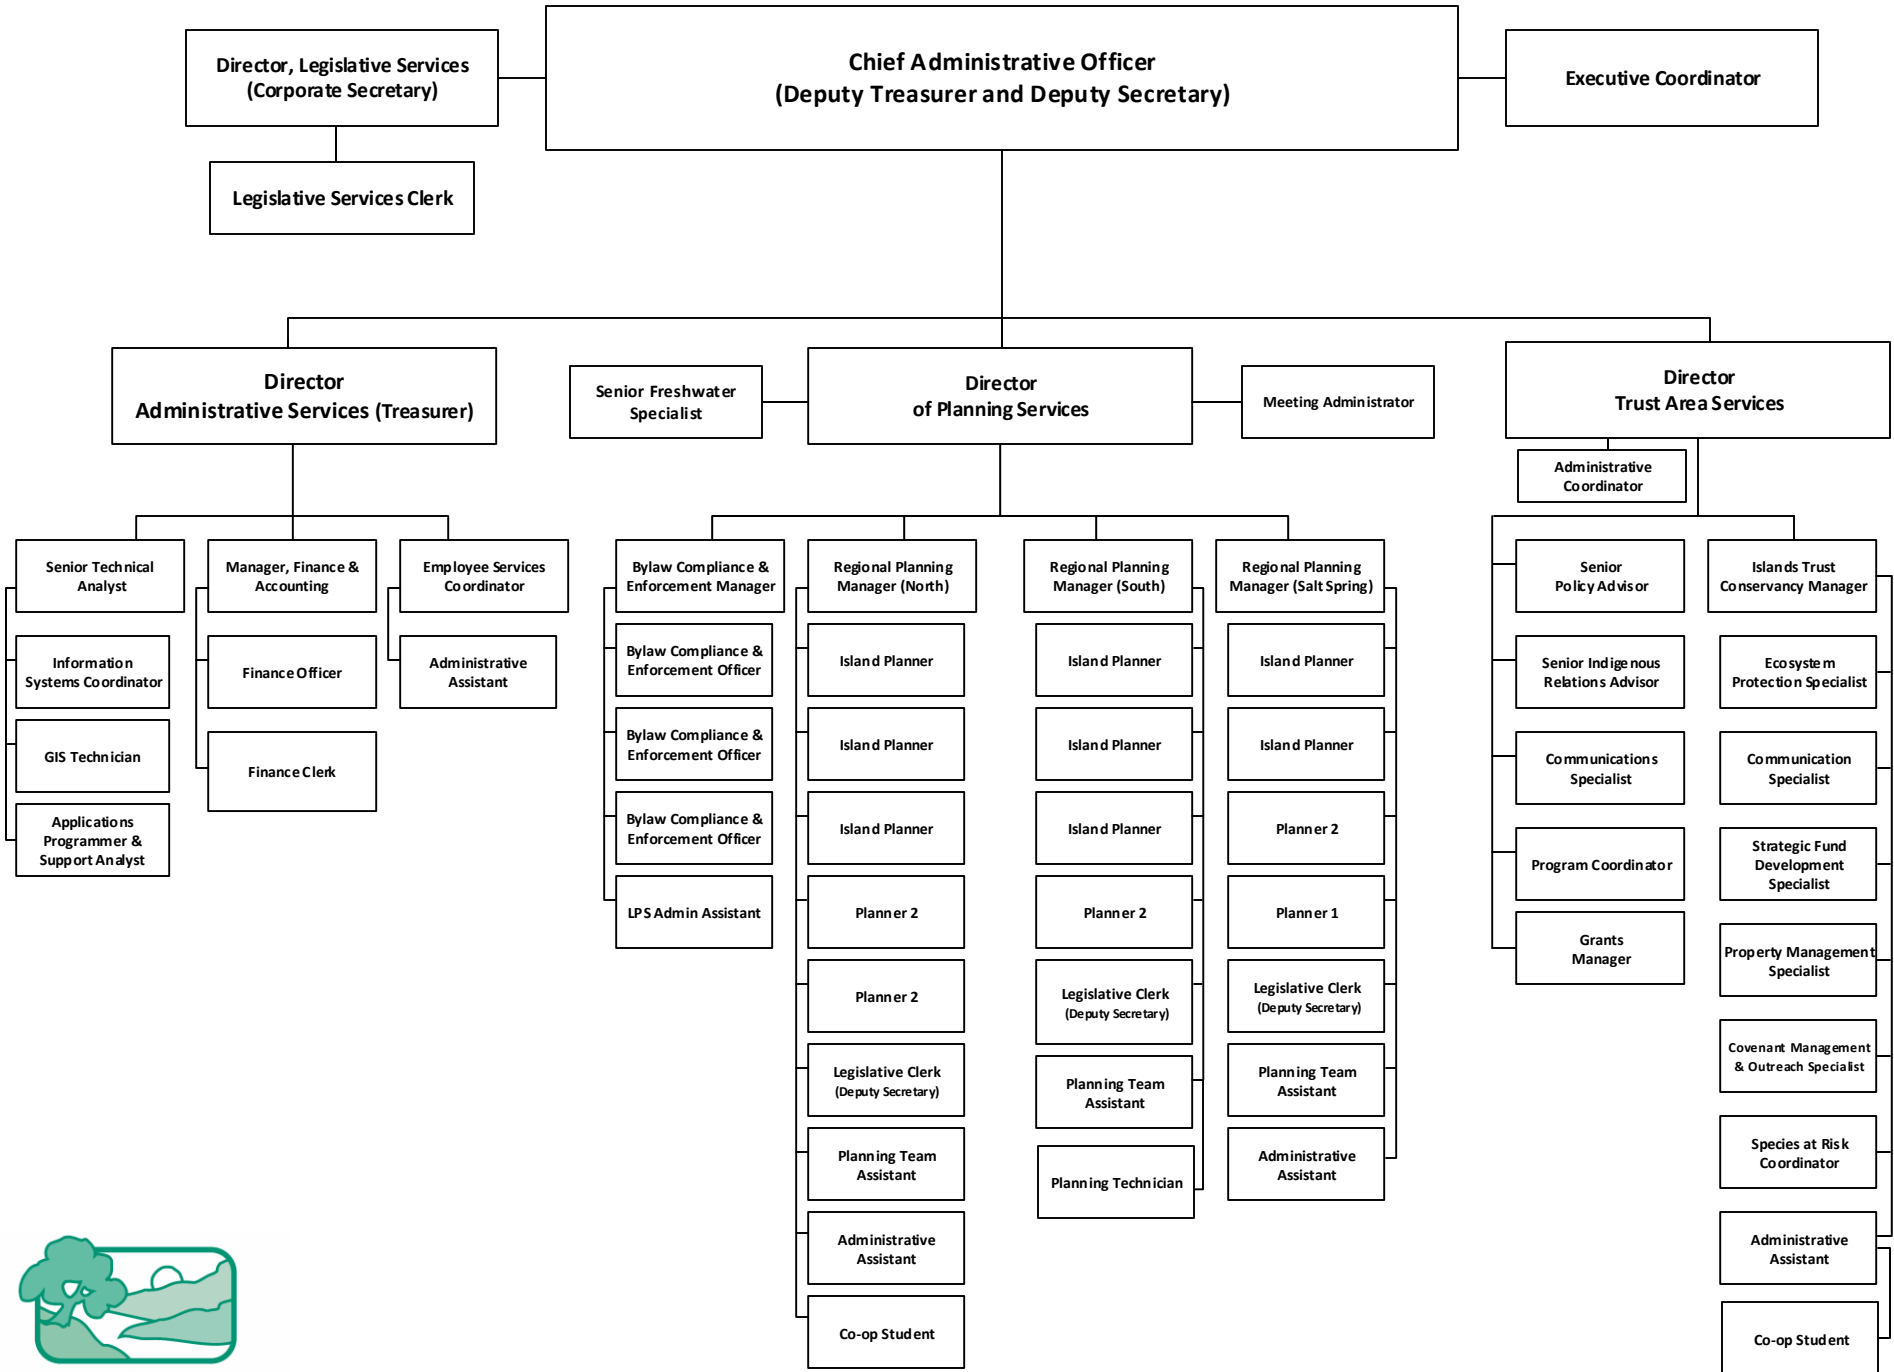 Director, Legislative Services
(Corporate Secretary)
Chief Administrative Officer
(Deputy Treasurer and Deputy Secretary)
Executive Coordinator
Legislative Services Clerk
Director
Administrative Services (Treasurer)
Senior Freshwater
Specialist
Director
of Planning Services
Meeting Administrator
Director
Trust Area Services
Administrative
Coordinator
Senior Technical
Analyst
Information
Systems Coordinator
GIS Technician
Applications
Programmer &
Support Analyst
Manager, Finance &
Accounting
Finance Officer
Finance Clerk
Employee Services
Coordinator
Administrative
Assistant
Bylaw Compliance &
Enforcement Manager
Bylaw Compliance &
Enforcement Officer
Bylaw Compliance &
Enforcement Officer
Bylaw Compliance &
Enforcement Officer
LPS Admin Assistant
Regional Planning
Manager (North)
Island Planner
Island Planner
Island Planner
Planner 2
Planner 2
Legislative Clerk
(Deputy Secretary)
Planning Team
Assistant
Administrative
Assistant
Co-op Student
Regional Planning
Manager (South)
Island Planner
Island Planner
Island Planner
Planner 2
Legislative Clerk
(Deputy Secretary)
Planning Team
Assistant
Planning Technician
Regional Planning
Manager (Salt Spring)
Island Planner
Island Planner
Planner 2
Planner 1
Legislative Clerk
(Deputy Secretary)
Planning Team
Assistant
Administrative
Assistant
Senior
Policy Advisor
Senior Indigenous
Relations Advisor
Communications
Specialist
Program Coordinator
Grants
Manager
Islands Trust
Conservancy Manager
Ecosystem
Protection Specialist
Communication
Specialist
Strategic Fund
Development
Specialist
Property Management
Specialist
Covenant Management
& Outreach Specialist
Species at Risk
Coordinator
Administrative
Assistant
Co-op Student